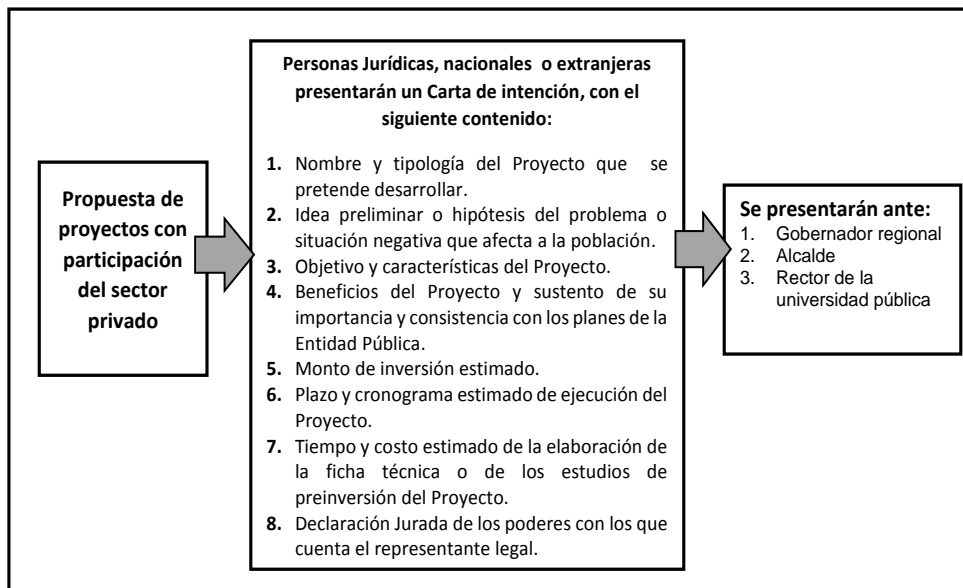 Propuesta de
proyectos con
participación
del sector
privado
Personas Jurídicas, nacionales o extranjeras
presentarán un Carta de intención, con el
siguiente contenido:
1. Nombre y tipología del Proyecto que se
pretende desarrollar.
2. Idea preliminar o hipótesis del problema o
situación negativa que afecta a la población.
3. Objetivo y características del Proyecto.
4. Beneficios del Proyecto y sustento de su
importancia y consistencia con los planes de la
Entidad Pública.
5. Monto de inversión estimado.
6. Plazo y cronograma estimado de ejecución del
Proyecto.
7. Tiempo y costo estimado de la elaboración de
la ficha técnica o de los estudios de
preinversión del Proyecto.
8. Declaración Jurada de los poderes con los que
cuenta el representante legal.
Se presentarán ante:
1. Gobernador regional
2. Alcalde
3. Rector de la
universidad pública